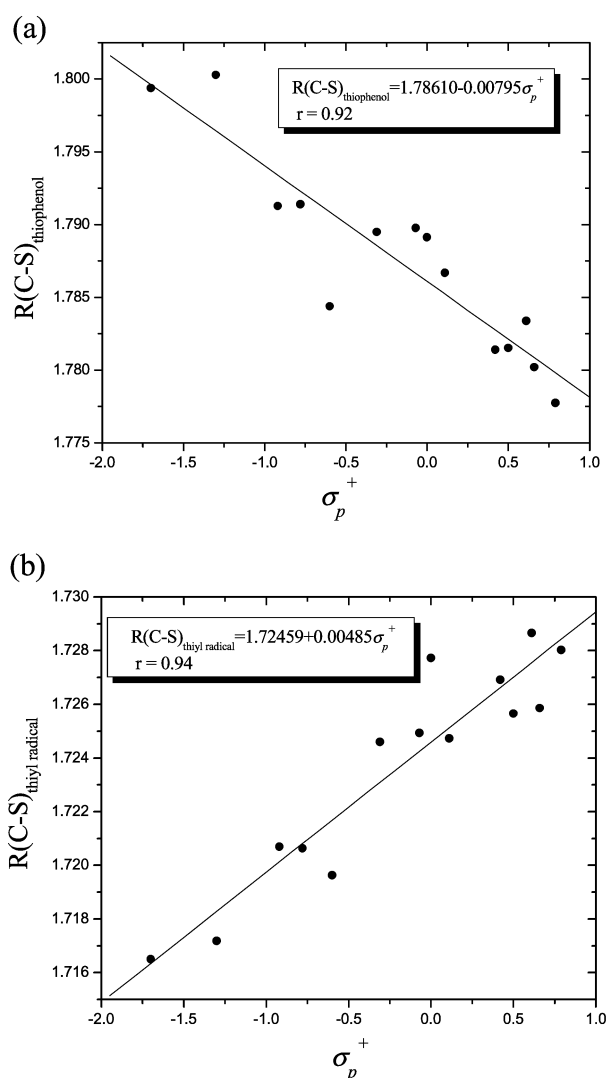 (a)
R(C-S)thiophenol=1.78610-0.00795σp+
r = 0.92
R(C-S)thiophenol
1.800
1.795
1.790
1.785
1.780
1.775
-2.0 -1.5 -1.0 -0.5 0.0 0.5 1.0
σp+
(b)
R(C-S)thiyl radical=1.72459+0.00485σp+
r = 0.94
R(C-S)thiyl radical
1.730
1.728
1.726
1.724
1.722
1.720
1.718
1.716
-2.0 -1.5 -1.0 -0.5 0.0 0.5 1.0
σp+